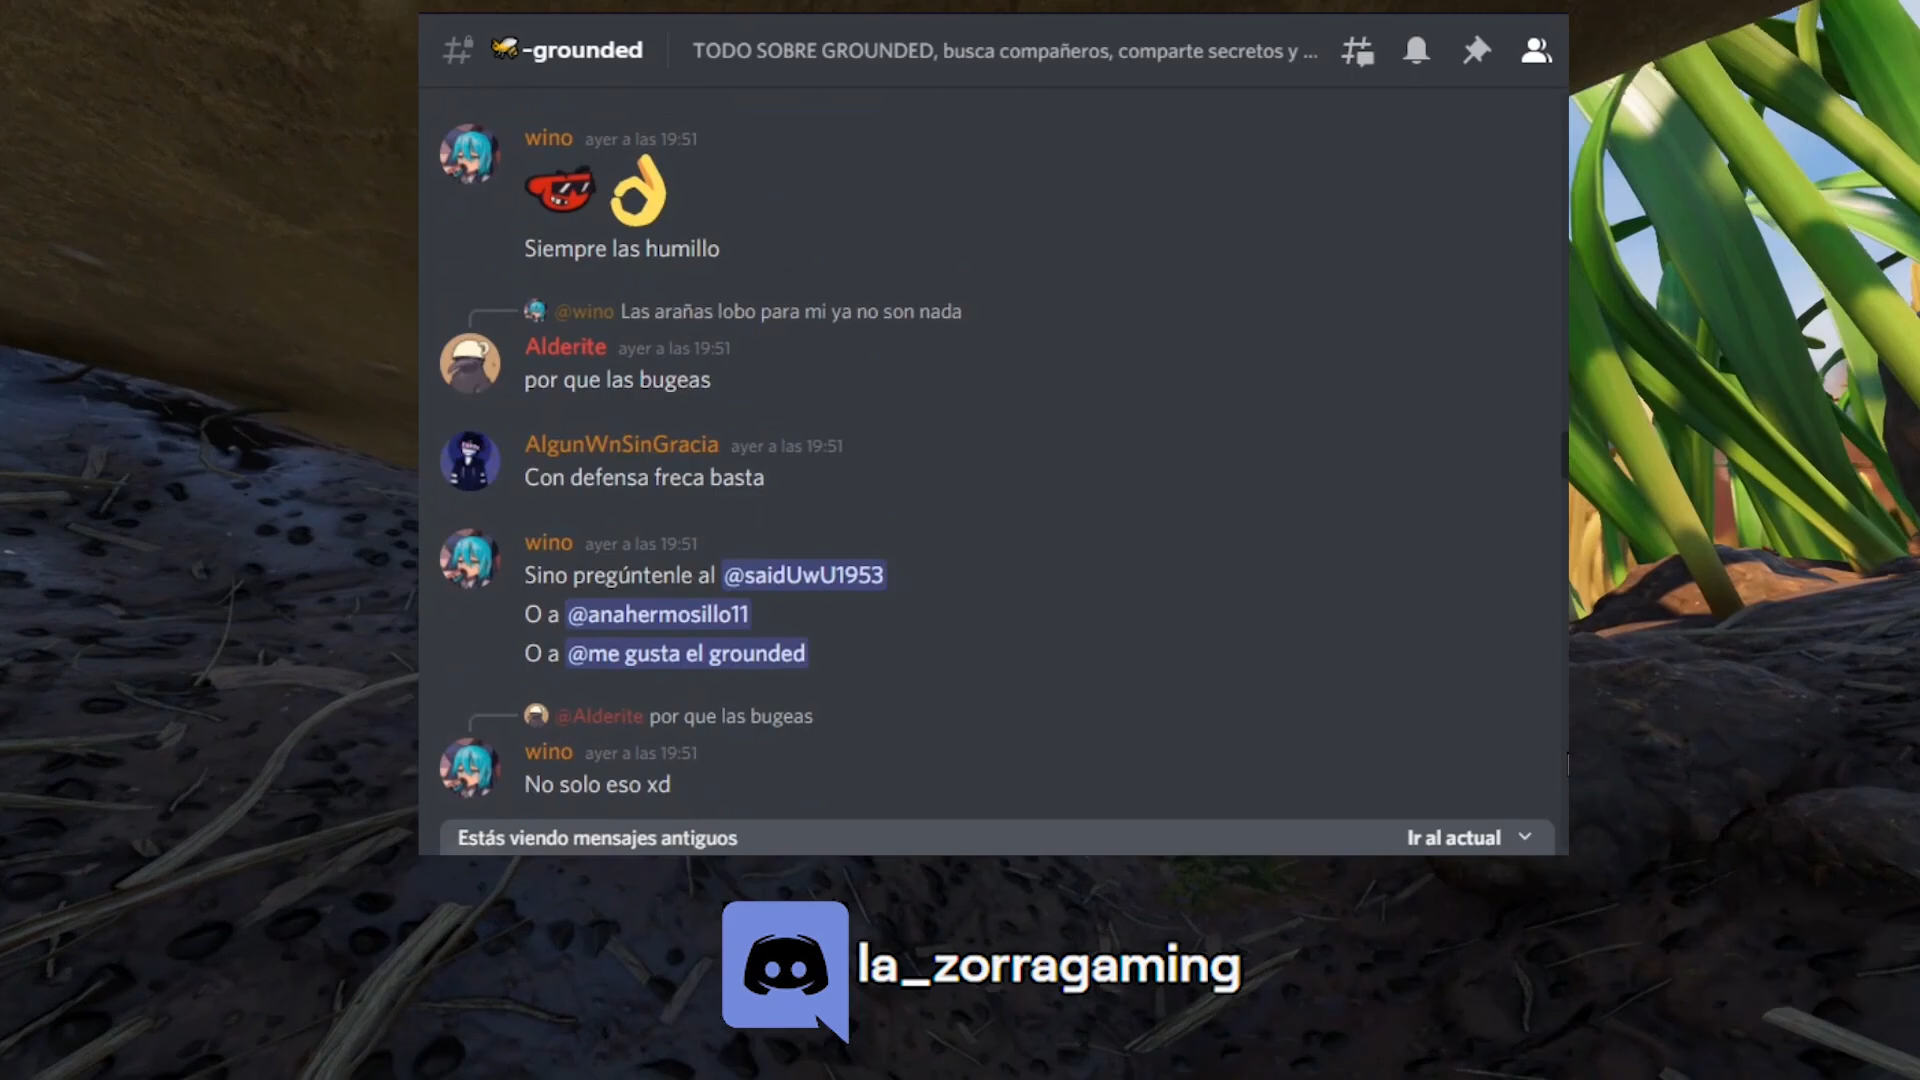 -grounded
TODO SOBRE GROUNDED, busca compañeros, comparte secretos y ...
wino ayer a las 19:51
Siempre las humillo
@wino Las arañas lobo para mi ya no son nada
Alderite ayer a las 19:51
por que las bugeas
AlgunWnSinGracia ayer a las 19:51
Con defensa freca basta
wino ayer a las 19:51
Sino pregúntenle al @saidUwU1953
O a @anahermosillo11
O a @me gusta el grounded
@Alderite por que las bugeas
wino ayer a las 19:51
No solo eso xd
Estás viendo mensajes antiguos
Ir al actual
la_zorragaming